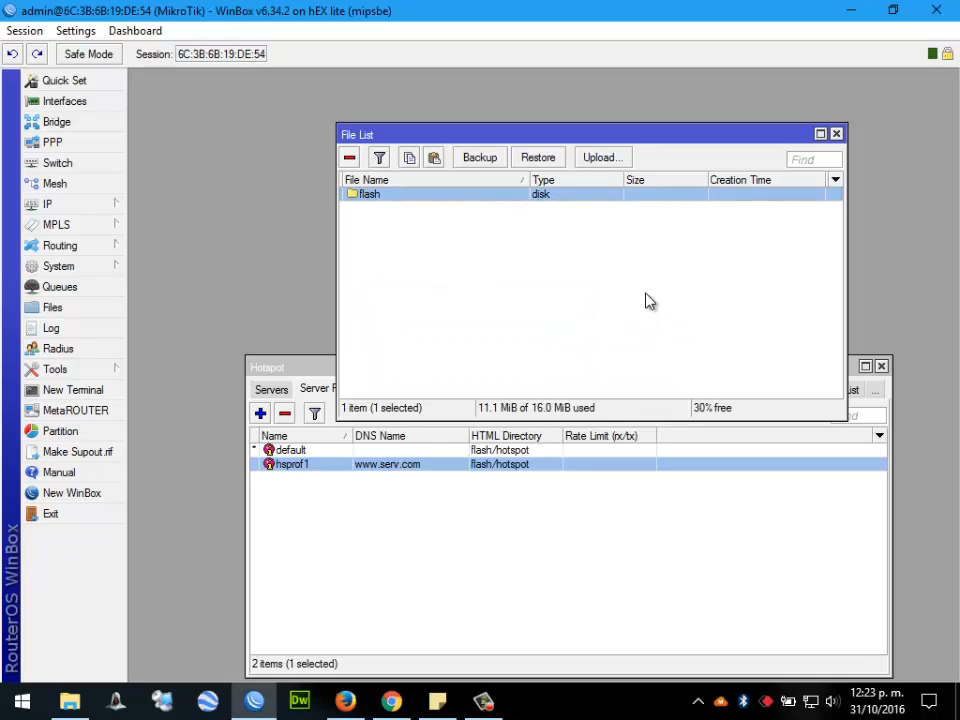 admin@6C:3B:6B:19:DE:54 (MikroTik) - WinBox v6.34.2 on hEX lite (mipsbe)
Session Settings Dashboard
Safe Mode Session: 6C:3B:6B:19:DE:54
Quick Set
Interfaces
Bridge
PPP
Switch
Mesh
IP
MPLS
Routing
System
Queues
Files
Log
Radius
Tools
New Terminal
MetaROUTER
Partition
Make Supout.rif
Manual
New WinBox
Exit
RouterOS WinBox
File List
Backup Restore Upload... Find
File Name Type Size Creation Time
flash disk
1 item (1 selected) 11.1 MiB of 16.0 MiB used 30% free
Hotspot
Servers Server P ist ...
Name DNS Name HTML Directory Rate Limit (rx/tx)
* default flash/hotspot
hsprof1 www.serv.com flash/hotspot
2 items (1 selected)
Dw
12:23 p. m.
31/10/2016